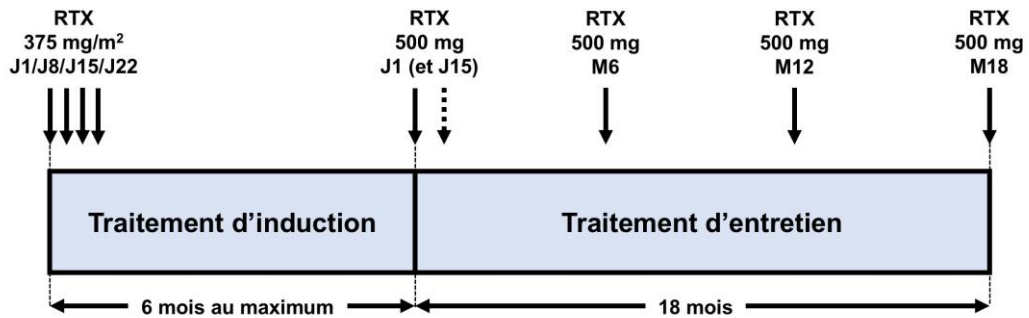 RTX
375 mg/m²
J1/J8/J15/J22
RTX
500 mg
J1 (et J15)
RTX
500 mg
M6
RTX
500 mg
M12
RTX
500 mg
M18
Traitement d’induction
Traitement d’entretien
6 mois au maximum
18 mois